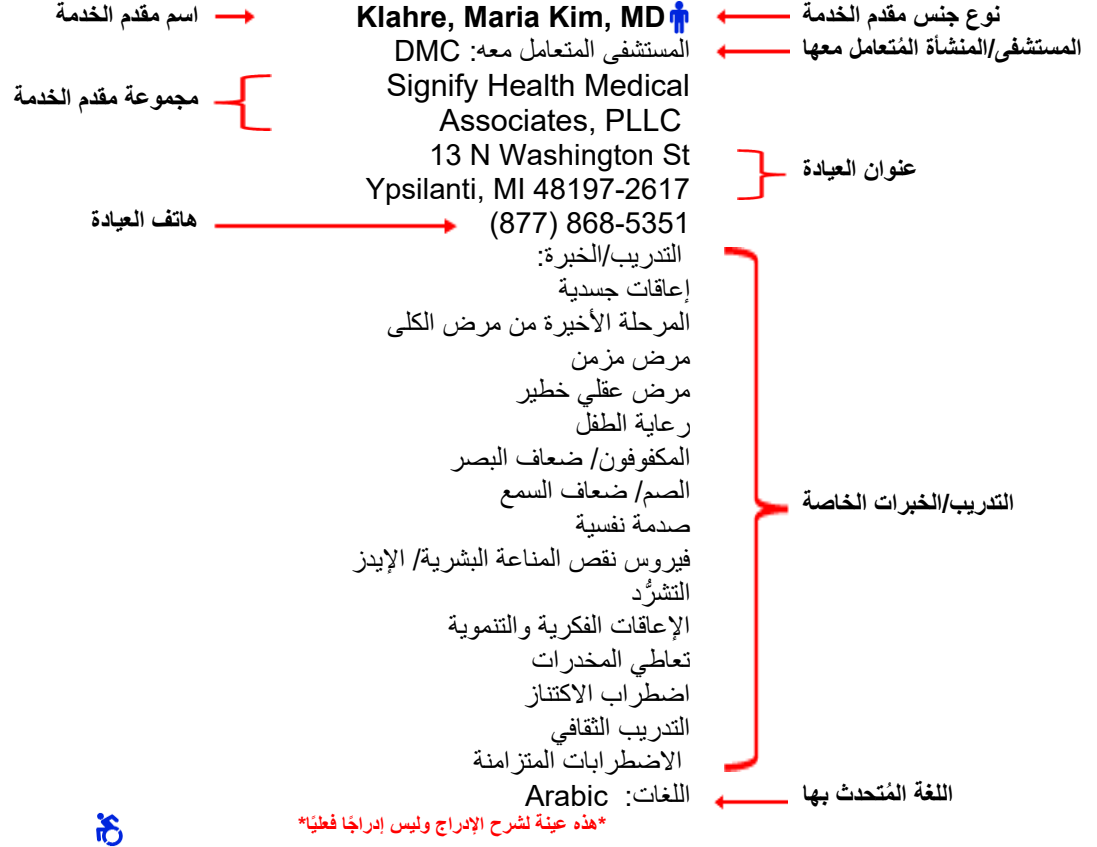 نوع جنس مقدم الخدمة
Klahre, Maria Kim, MD
اسم مقدم الخدمة
المستشفى/المنشأة المُتعامل معها
المستشفى المتعامل معه: DMC
Signify Health Medical
Associates, PLLC
مجموعة مقدم الخدمة
13 N Washington St
Ypsilanti, MI 48197-2617
عنوان العيادة
(877) 868-5351
هاتف العيادة
التدريب/الخبرة:
إعاقات جسدية
المرحلة الأخيرة من مرض الكلى
مرض مزمن
مرض عقلي خطير
رعاية الطفل
المكفوفون/ ضعاف البصر
الصم/ ضعاف السمع
صدمة نفسية
فيروس نقص المناعة البشرية/ الإيدز
التشرُّد
الإعاقات الفكرية والتنموية
تعاطي المخدرات
اضطراب الاكتناز
التدريب الثقافي
الاضطرابات المتزامنة
التدريب/الخبرات الخاصة
اللغة المُتحدث بها
اللغات: Arabic
*هذه عينة لشرح الإدراج وليس إدراجًا فعليًا*